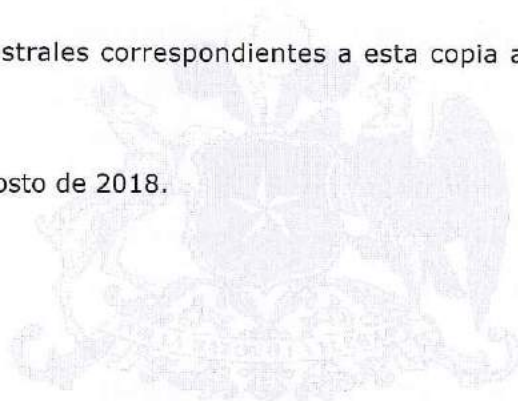 strales correspondientes a esta copia a
osto de 2018.